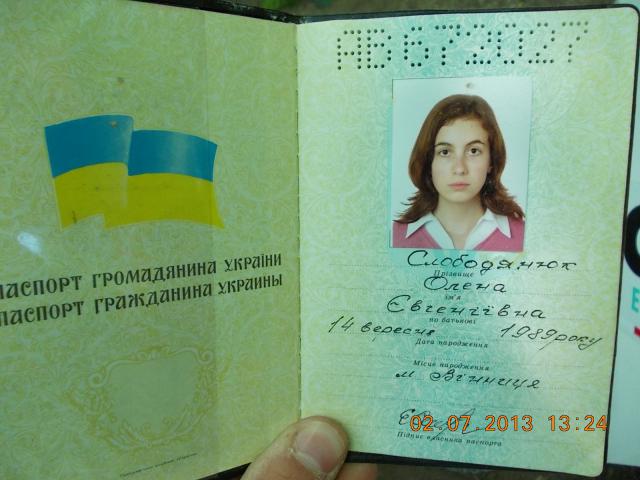 ПАСПОРТ ГРОМАДЯНИНА УКРАЇНИ
ПАСПОРТ ГРАЖДАНИНА УКРАИНЫ
АВ672027
Слободянюк
Прізвище
Олена
ім'я
Євгеніївна
по батькові
14 вересня 1989 року
Дата народження
Місце народження
м Вінниця
02 07 2013 13:24
Підпис власника паспорта